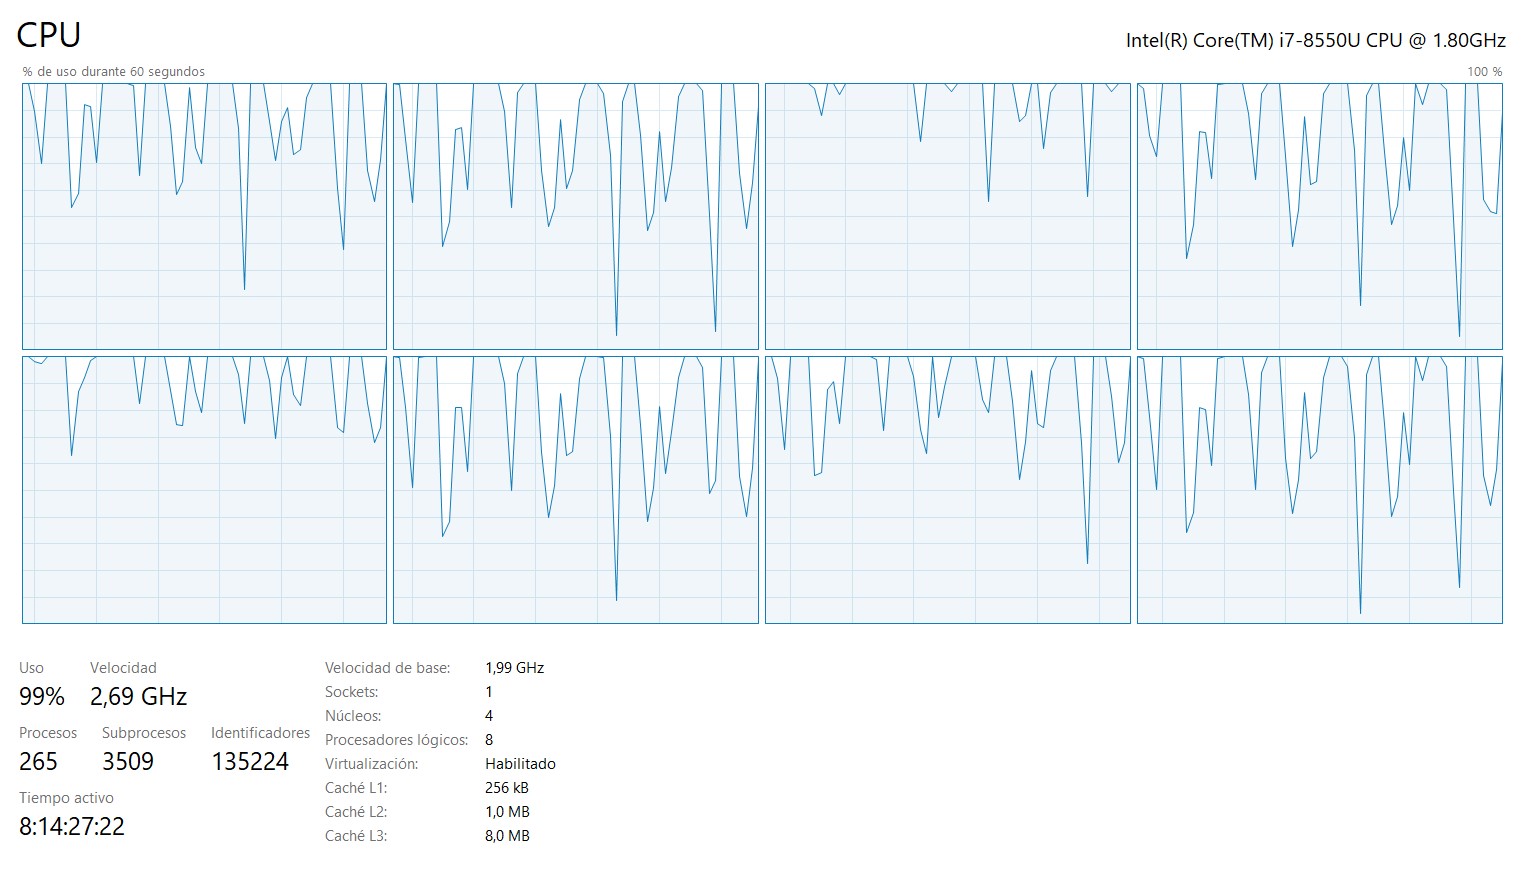 CPU
Intel(R) Core(TM) i7-8550U CPU @ 1.80GHz
% de uso durante 60 segundos
100 %
Uso
Velocidad
99%
2,69 GHz
Procesos
Subprocesos
Identificadores
265
3509
135224
Tiempo activo
8:14:27:22
Velocidad de base:
1,99 GHz
Sockets:
1
Núcleos:
4
Procesadores lógicos:
8
Virtualización:
Habilitado
Caché L1:
256 kB
Caché L2:
1,0 MB
Caché L3:
8,0 MB